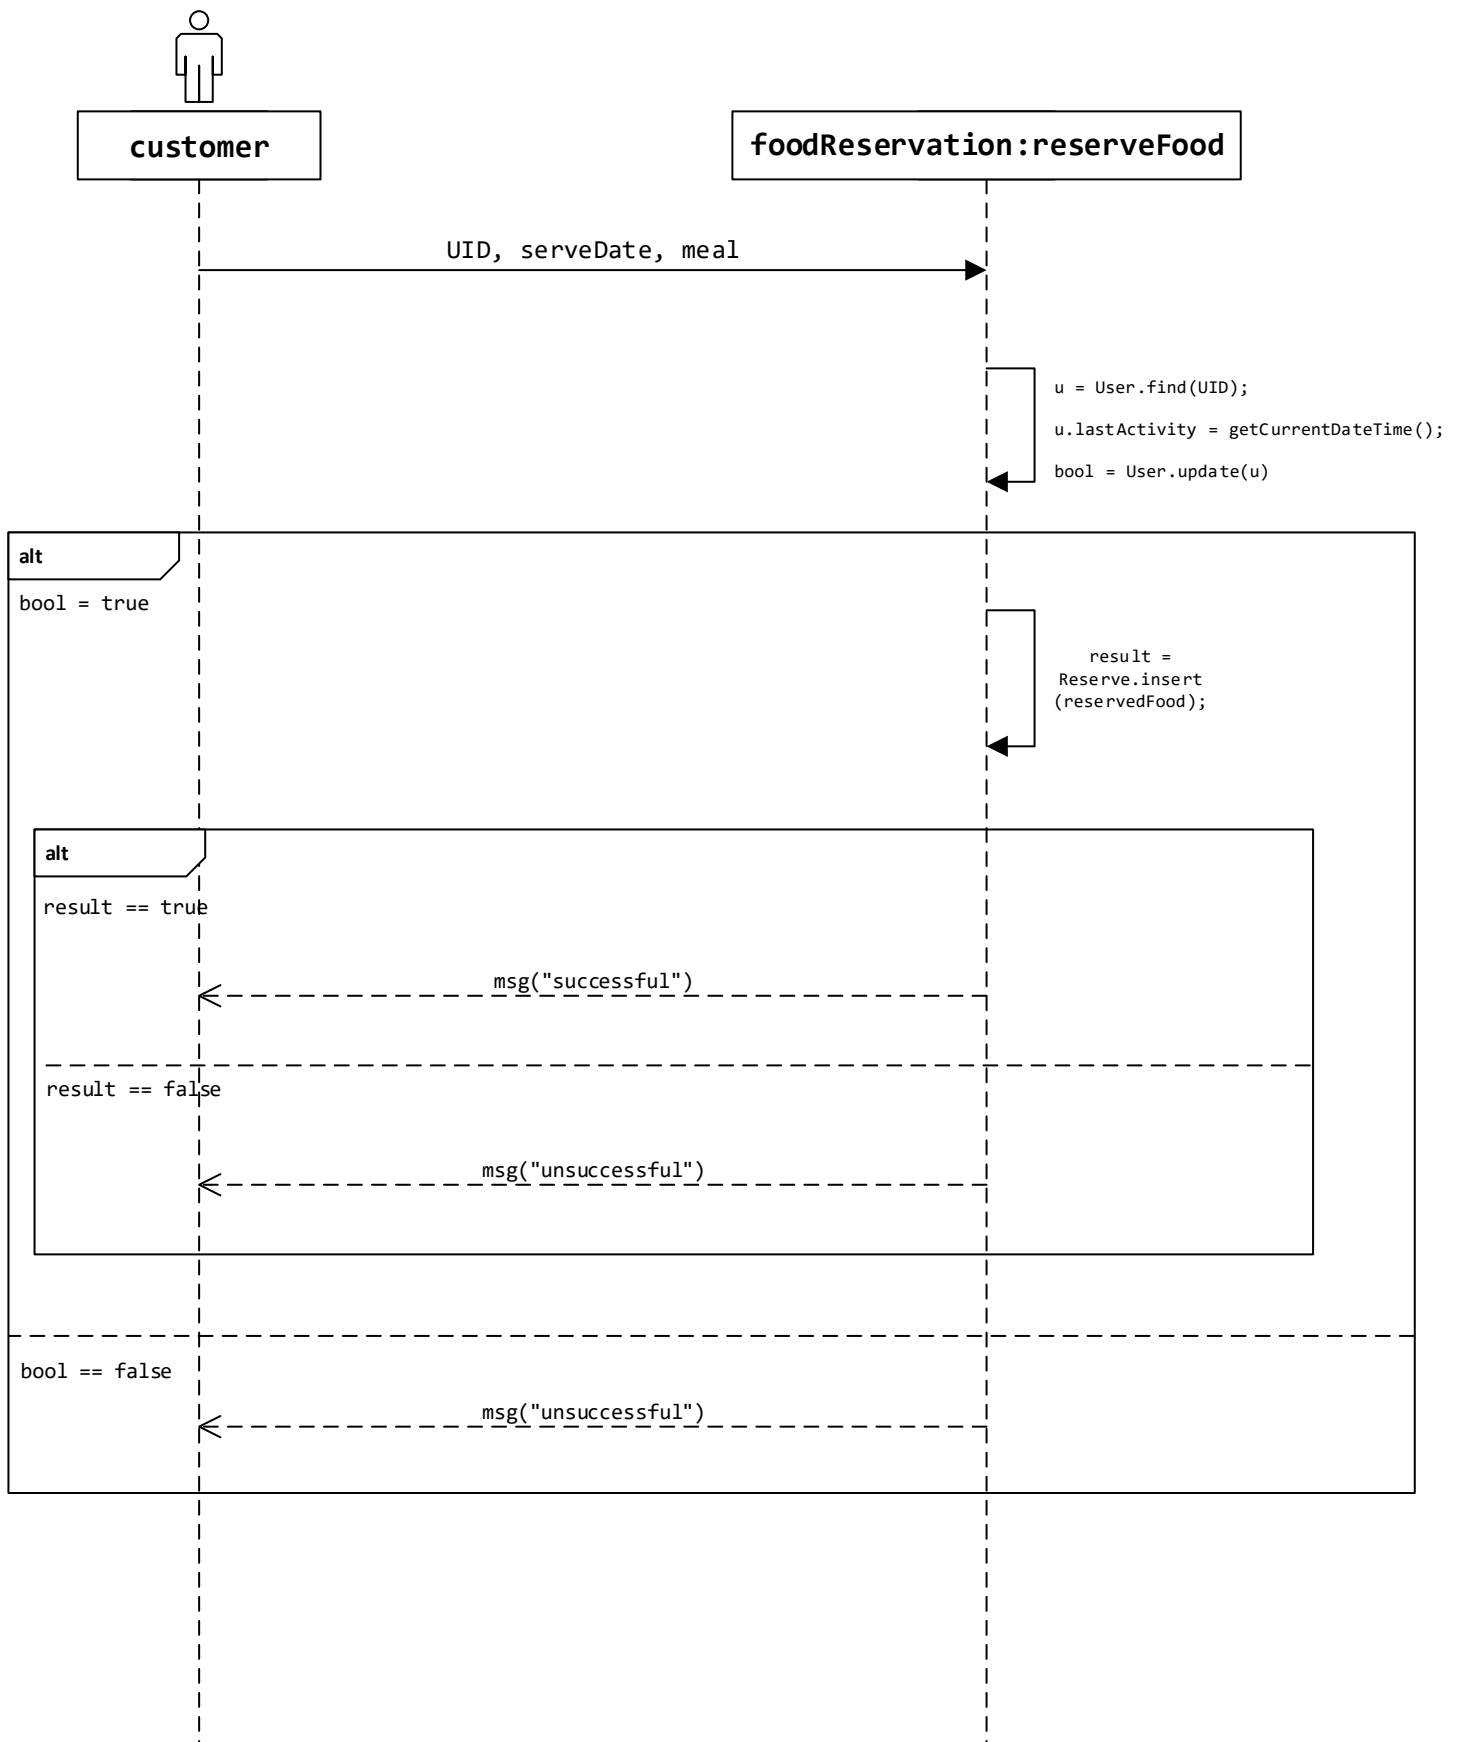 customer
foodReservation:reserveFood
UID, serveDate, meal
u = User.find(UID);
u.lastActivity = getCurrentDateTime();
bool = User.update(u)
alt
bool = true
result =
Reserve.insert
(reservedFood);
alt
result == true
msg("successful")
result == false
msg("unsuccessful")
bool == false
msg("unsuccessful")